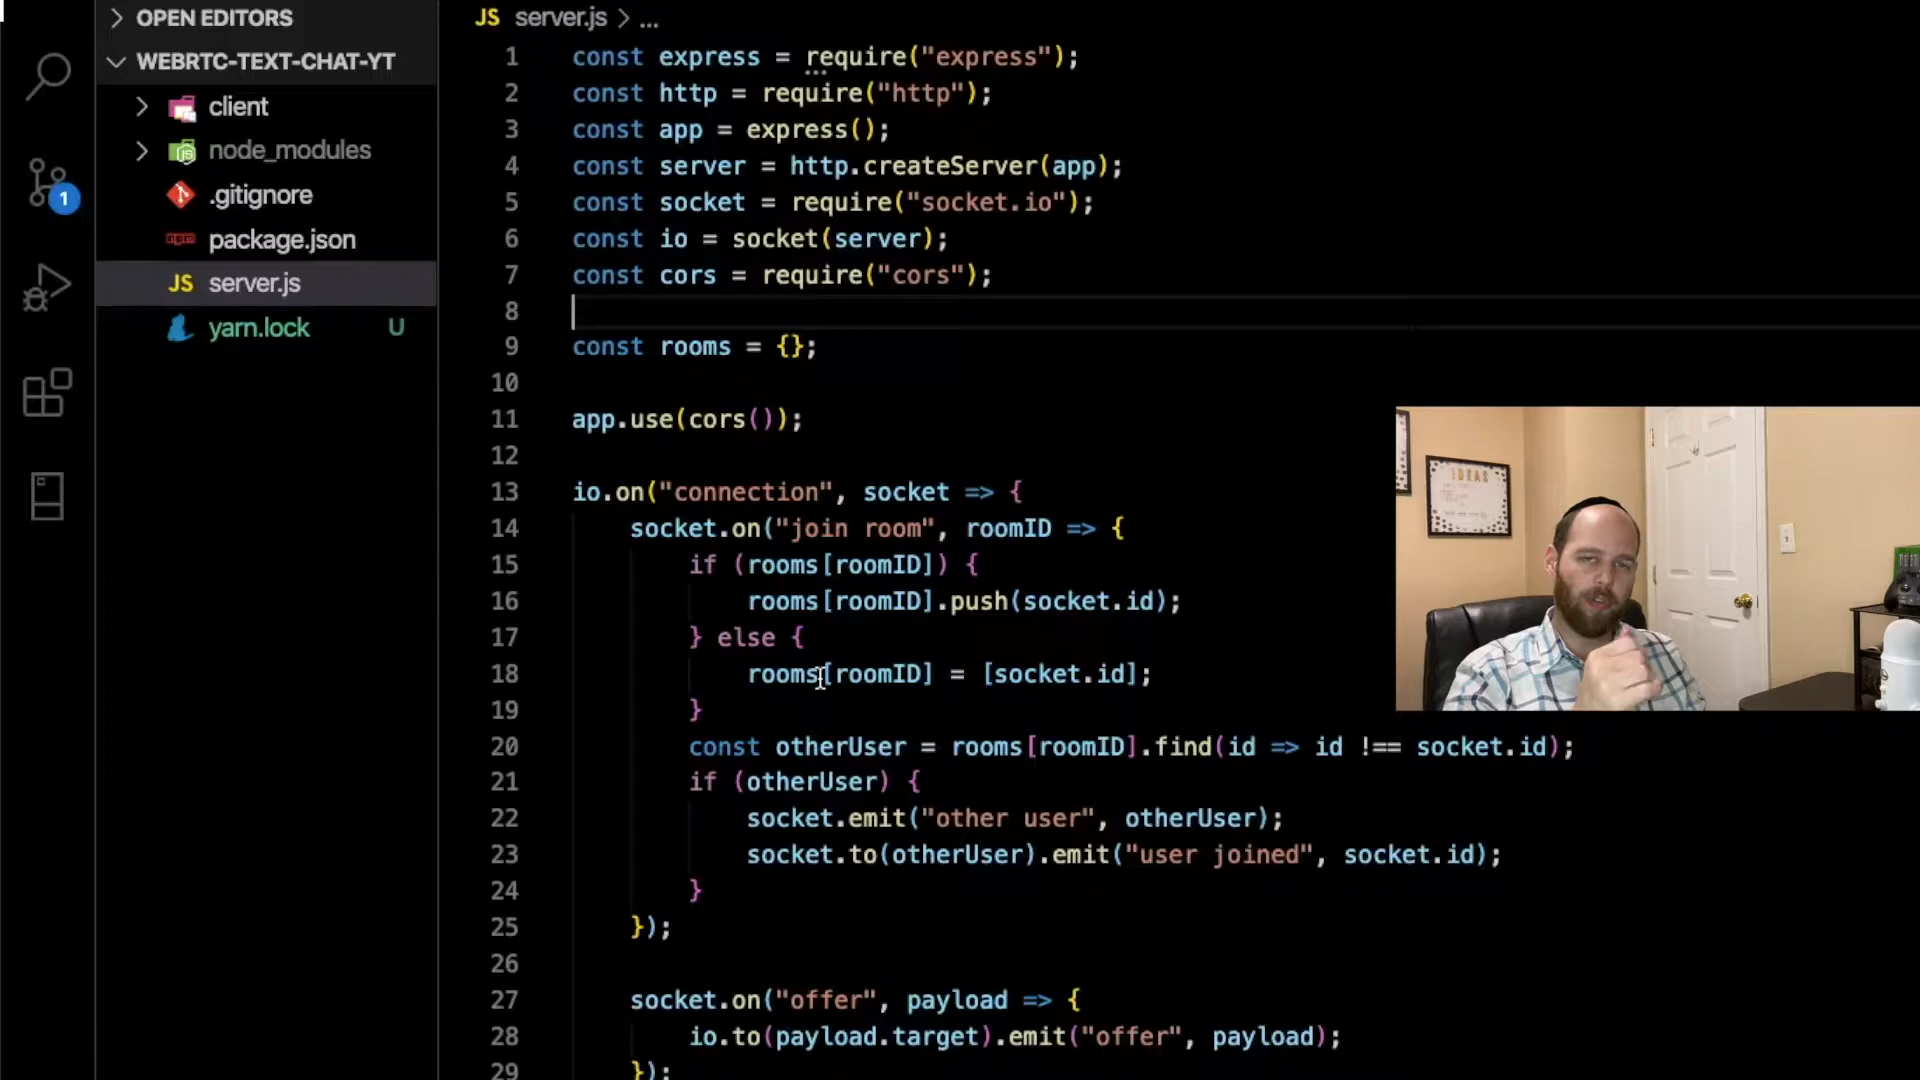 OPEN EDITORS
WEBRTC-TEXT-CHAT-YT
client
node_modules
.gitignore
package.json
JS server.js
yarn.lock U
1
JS server.js > ...
1 const express = require("express");
2 const http = require("http");
3 const app = express();
4 const server = http.createServer(app);
5 const socket = require("socket.io");
6 const io = socket(server);
7 const cors = require("cors");
8
9 const rooms = {};
10
11 app.use(cors());
12
13 io.on("connection", socket => {
14 socket.on("join room", roomID => {
15 if (rooms[roomID]) {
16 rooms[roomID].push(socket.id);
17 } else {
18 rooms[roomID] = [socket.id];
19 }
20 const otherUser = rooms[roomID].find(id => id !== socket.id);
21 if (otherUser) {
22 socket.emit("other user", otherUser);
23 socket.to(otherUser).emit("user joined", socket.id);
24 }
25 });
26
27 socket.on("offer", payload => {
28 io.to(payload.target).emit("offer", payload);
29 });
IDEAS